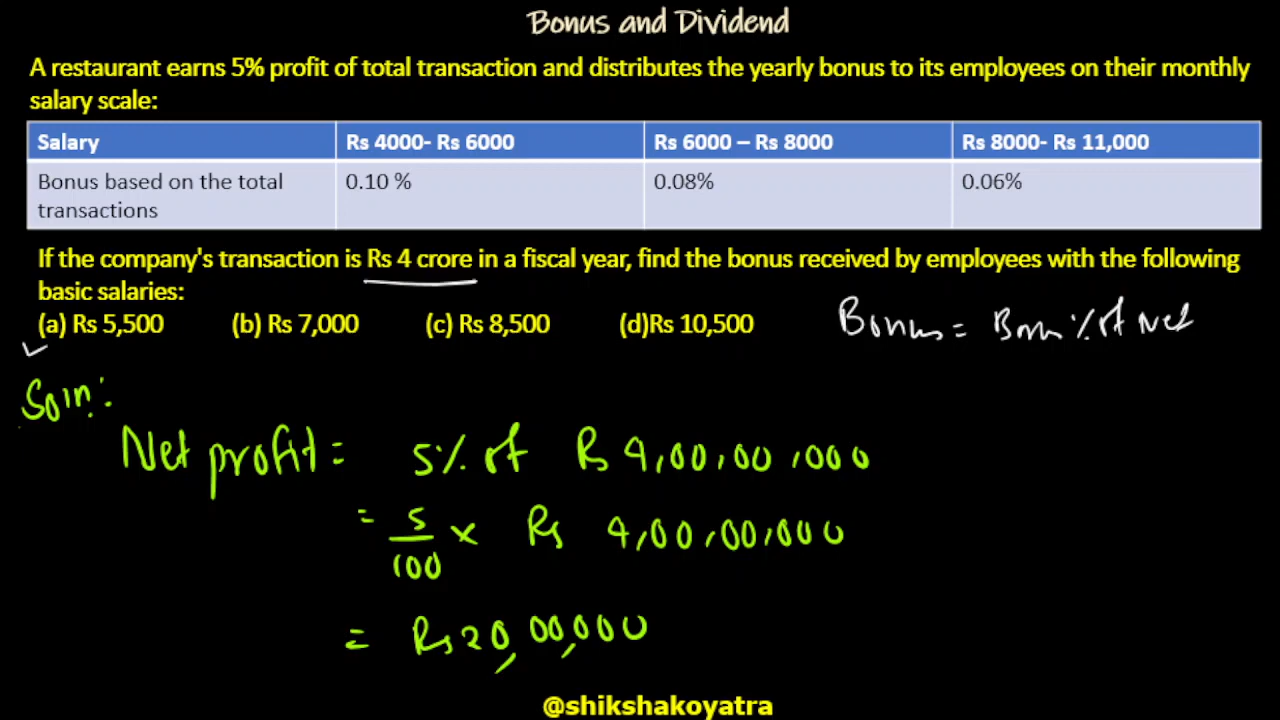 Bonus and Dividend
A restaurant earns 5% profit of total transaction and distributes the yearly bonus to its employees on their monthly
salary scale:
Salary Rs 4000- Rs 6000 Rs 6000 – Rs 8000 Rs 8000- Rs 11,000
Bonus based on the total transactions 0.10 % 0.08% 0.06%
If the company's transaction is Rs 4 crore in a fiscal year, find the bonus received by employees with the following
basic salaries:
(a) Rs 5,500 (b) Rs 7,000 (c) Rs 8,500 (d)Rs 10,500
Bonus = Bonus % of Net
Soln:
Net profit = 5% of Rs 4,00,00,000
= 5/100 × Rs 4,00,00,000
= Rs 20,00,000
@shikshakoyatra